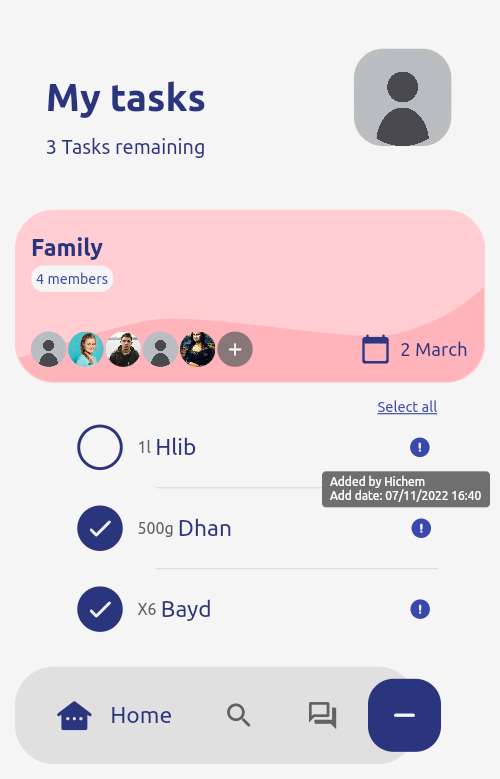 My tasks
3 Tasks remaining
Family
4 members
2 March
Select all
1l Hlib
Added by Hichem
Add date: 07/11/2022 16:40
500g Dhan
X6 Bayd
Home